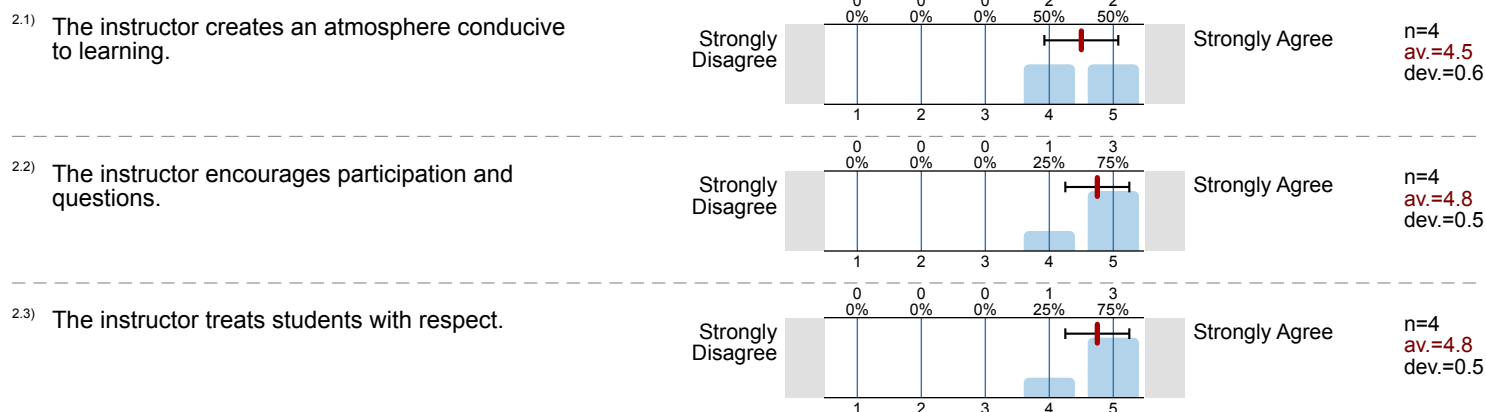 0 0 0 2 2
0% 0% 0% 50% 50%
2.1) The instructor creates an atmosphere conducive
to learning.
Strongly
Disagree
Strongly Agree
n=4
av.=4.5
dev.=0.6
1 2 3 4 5
0 0 0 1 3
0% 0% 0% 25% 75%
2.2) The instructor encourages participation and
questions.
Strongly
Disagree
Strongly Agree
n=4
av.=4.8
dev.=0.5
1 2 3 4 5
0 0 0 1 3
0% 0% 0% 25% 75%
2.3) The instructor treats students with respect.
Strongly
Disagree
Strongly Agree
n=4
av.=4.8
dev.=0.5
1 2 3 4 5